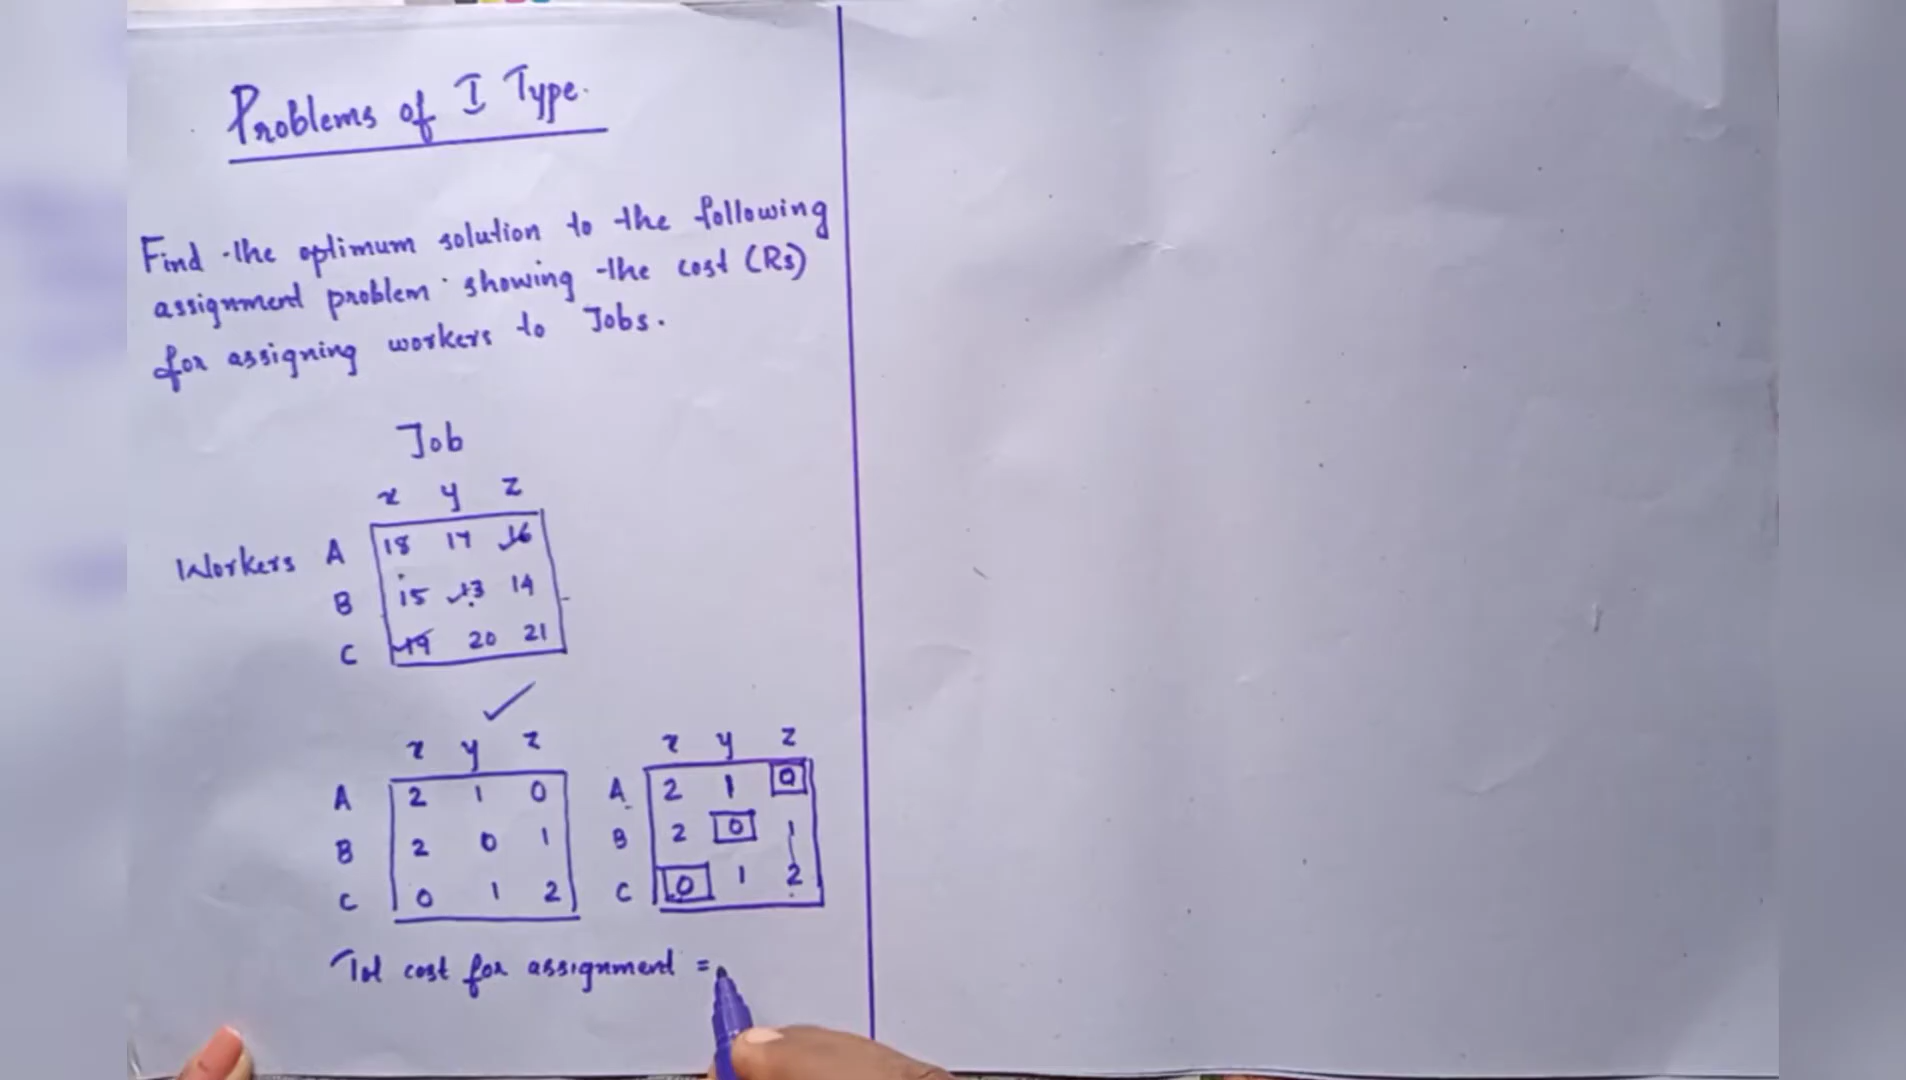 Problems of I Type.
Find the optimum solution to the following
assignment problem showing the cost (Rs)
for assigning workers to Jobs.
Job
x y z
Workers A 18 17 16
B 15 13 14
C 19 20 21
x y z
A 2 1 0
B 2 0 1
C 0 1 2
x y z
A 2 1 0
B 2 0 1
C 0 1 2
Tot cost for assignment =